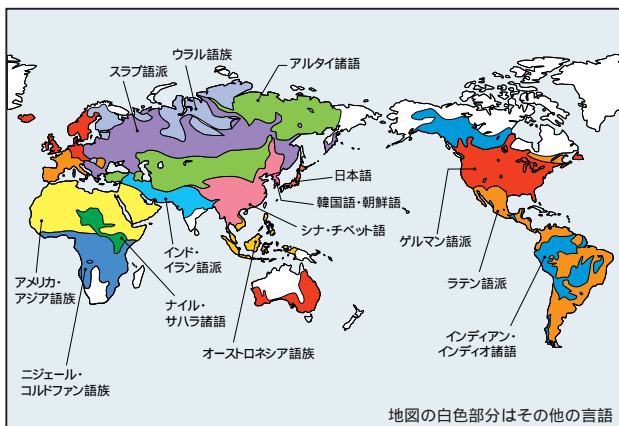 ウラル語族
アルタイ諸語
スラブ語派
日本語
韓国語・朝鮮語
シナ・チベット語
ゲルマン語派
インド・
イラン語派
ラテン語派
アメリカ・
アジア語族
ナイル・
サハラ諸語
オーストロネシア語族
インディアン・
インディオ諸語
ニジェール・
コルドファン語族
地図の白色部分はその他の言語